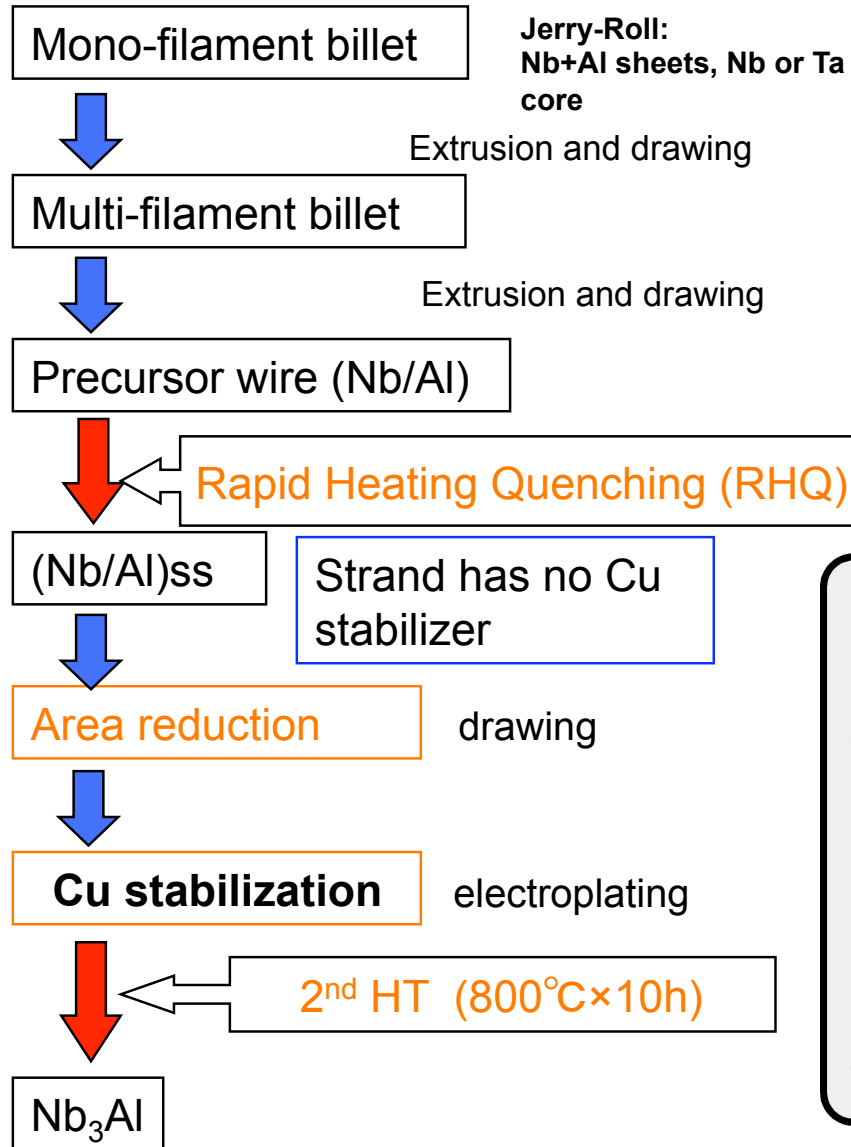 Mono-filament billet
Jerry-Roll:
Nb+Al sheets, Nb or Ta
core
Extrusion and drawing
Multi-filament billet
Extrusion and drawing
Precursor wire (Nb/Al)
Rapid Heating Quenching (RHQ)
(Nb/Al)ss
Strand has no Cu
stabilizer
Area reduction
drawing
Cu stabilization
electroplating
2nd HT (800℃×10h)
Nb₃Al